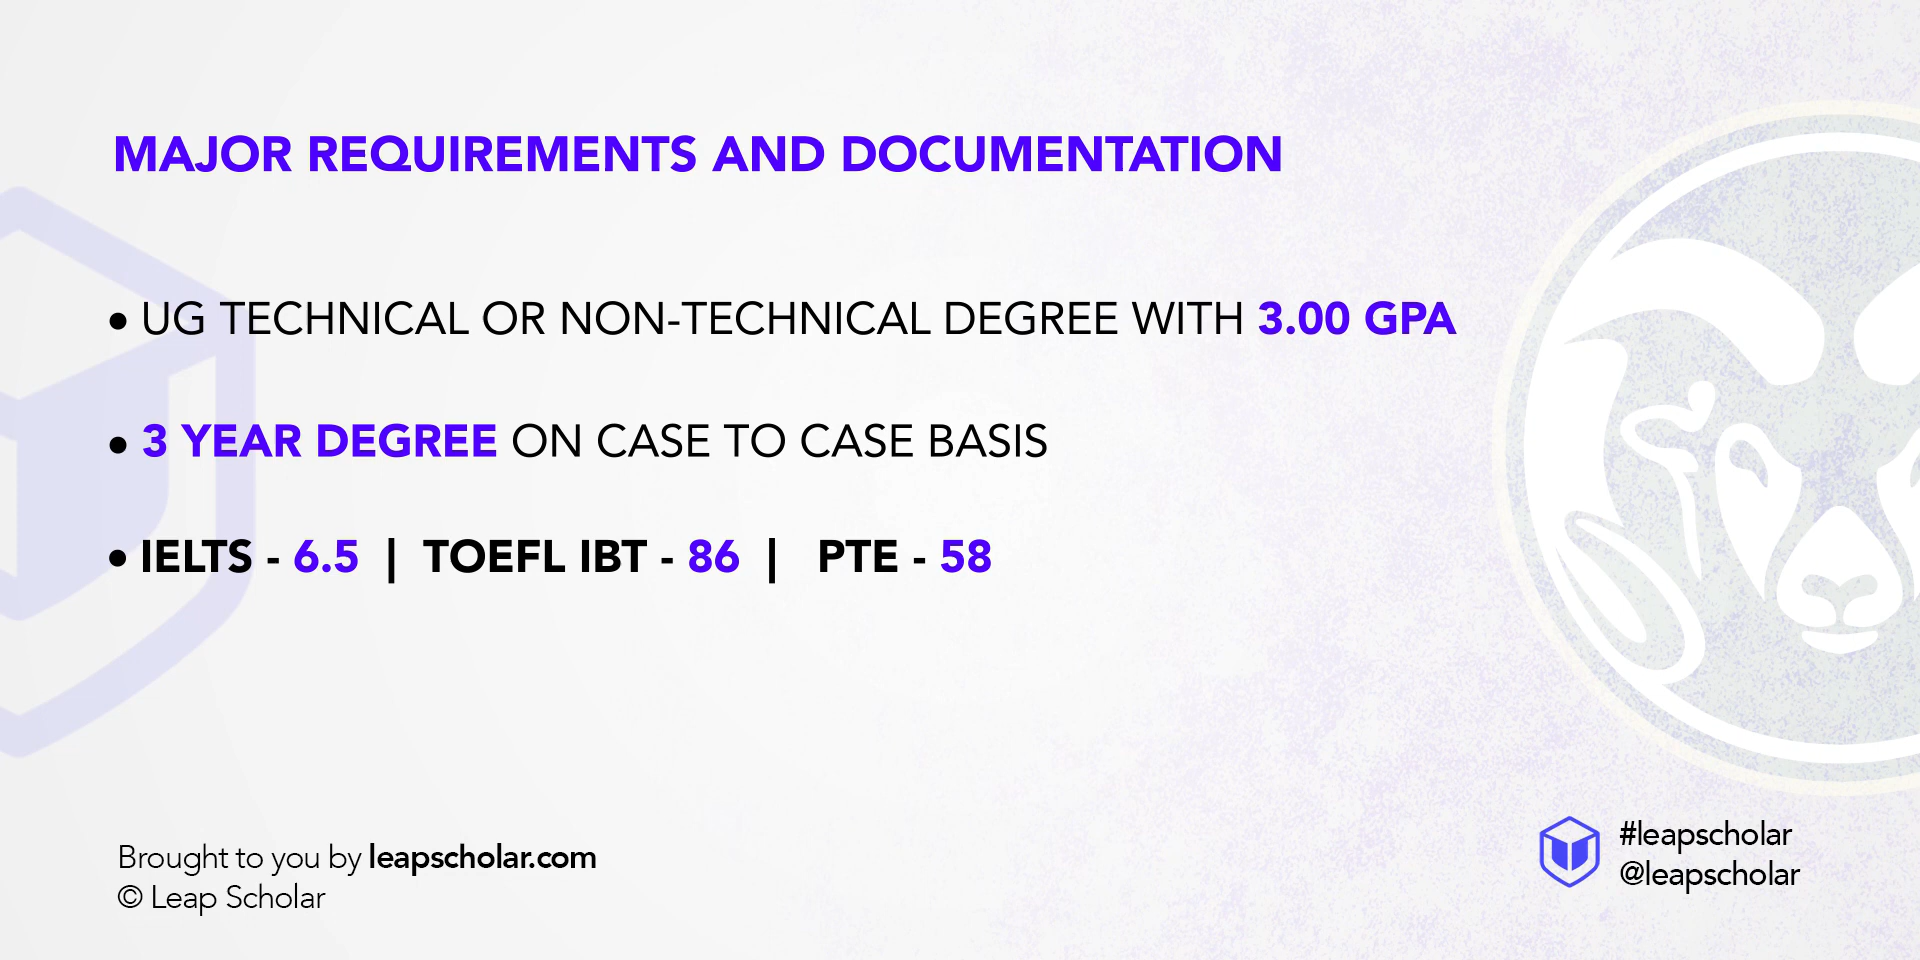 MAJOR REQUIREMENTS AND DOCUMENTATION
• UG TECHNICAL OR NON-TECHNICAL DEGREE WITH 3.00 GPA
• 3 YEAR DEGREE ON CASE TO CASE BASIS
• IELTS - 6.5 | TOEFL IBT - 86 | PTE - 58
Brought to you by leapscholar.com
© Leap Scholar
#leapscholar
@leapscholar